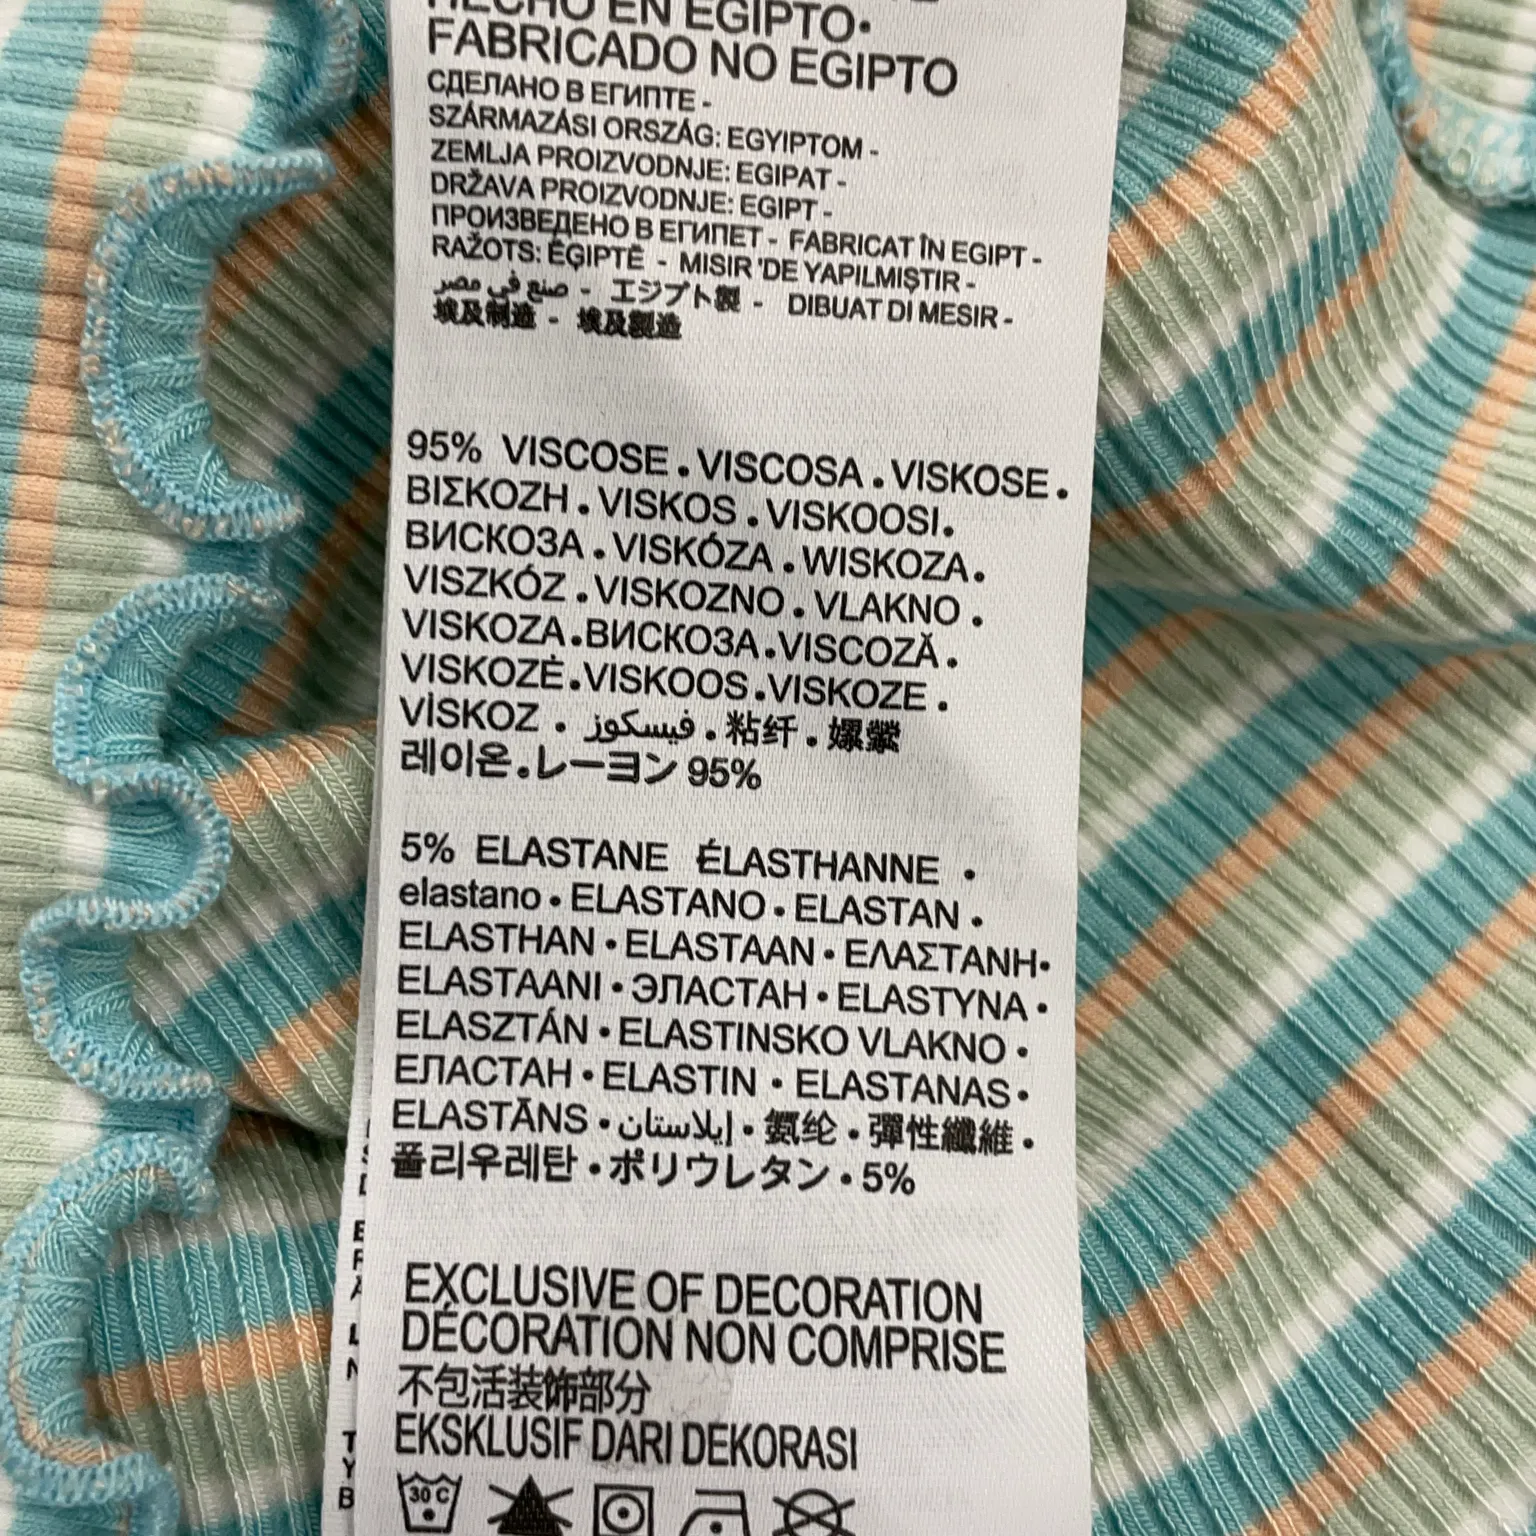 HECHO EN EGIPTO•
FABRICADO NO EGIPTO
СДЕЛАНО В ЕГИПТЕ -
SZÁRMAZÁSI ORSZÁG: EGYIPTOM -
ZEMLJA PROIZVODNJE: EGIPAT -
DRŽAVA PROIZVODNJE: EGIPT -
ПРОИЗВЕДЕНО В ЕГИПЕТ - FABRICAT ÎN EGIPT -
RAŽOTS: ĒĢIPTĒ - MISIR 'DE YAPILMIŞTIR -
صنع في مصر - エジプト製 - DIBUAT DI MESIR -
埃及制造 - 埃及製造
95% VISCOSE • VISCOSA • VISKOSE •
ΒΙΣΚΟΖΗ • VISKOS • VISKOOSI •
ВИСКОЗА • VISKÓZA • WISKOZA •
VISZKÓZ • VISKOZNO • VLAKNO •
VISKOZA • ВИСКОЗА • VISCOZĂ •
VISKOZĖ • VISKOOS • VISKOZE •
VİSKOZ • فيسكوز • 粘纤 • 嫘縈
레이온 • レーヨン 95%
5% ELASTANE ÉLASTHANNE •
elastano • ELASTANO • ELASTAN •
ELASTHAN • ELASTAAN • ΕΛΑΣΤΑΝΗ •
ELASTAANI • ЭЛАСТАН • ELASTYNA •
ELASZTÁN • ELASTINSKO VLAKNO •
ЕЛАСТАН • ELASTIN • ELASTANAS •
ELASTĀNS • إيلاستان • 氨纶 • 彈性纖維 •
폴리우레탄 • ポリウレタン • 5%
EXCLUSIVE OF DECORATION
DÉCORATION NON COMPRISE
不包活装饰部分
EKSKLUSIF DARI DEKORASI
30 C